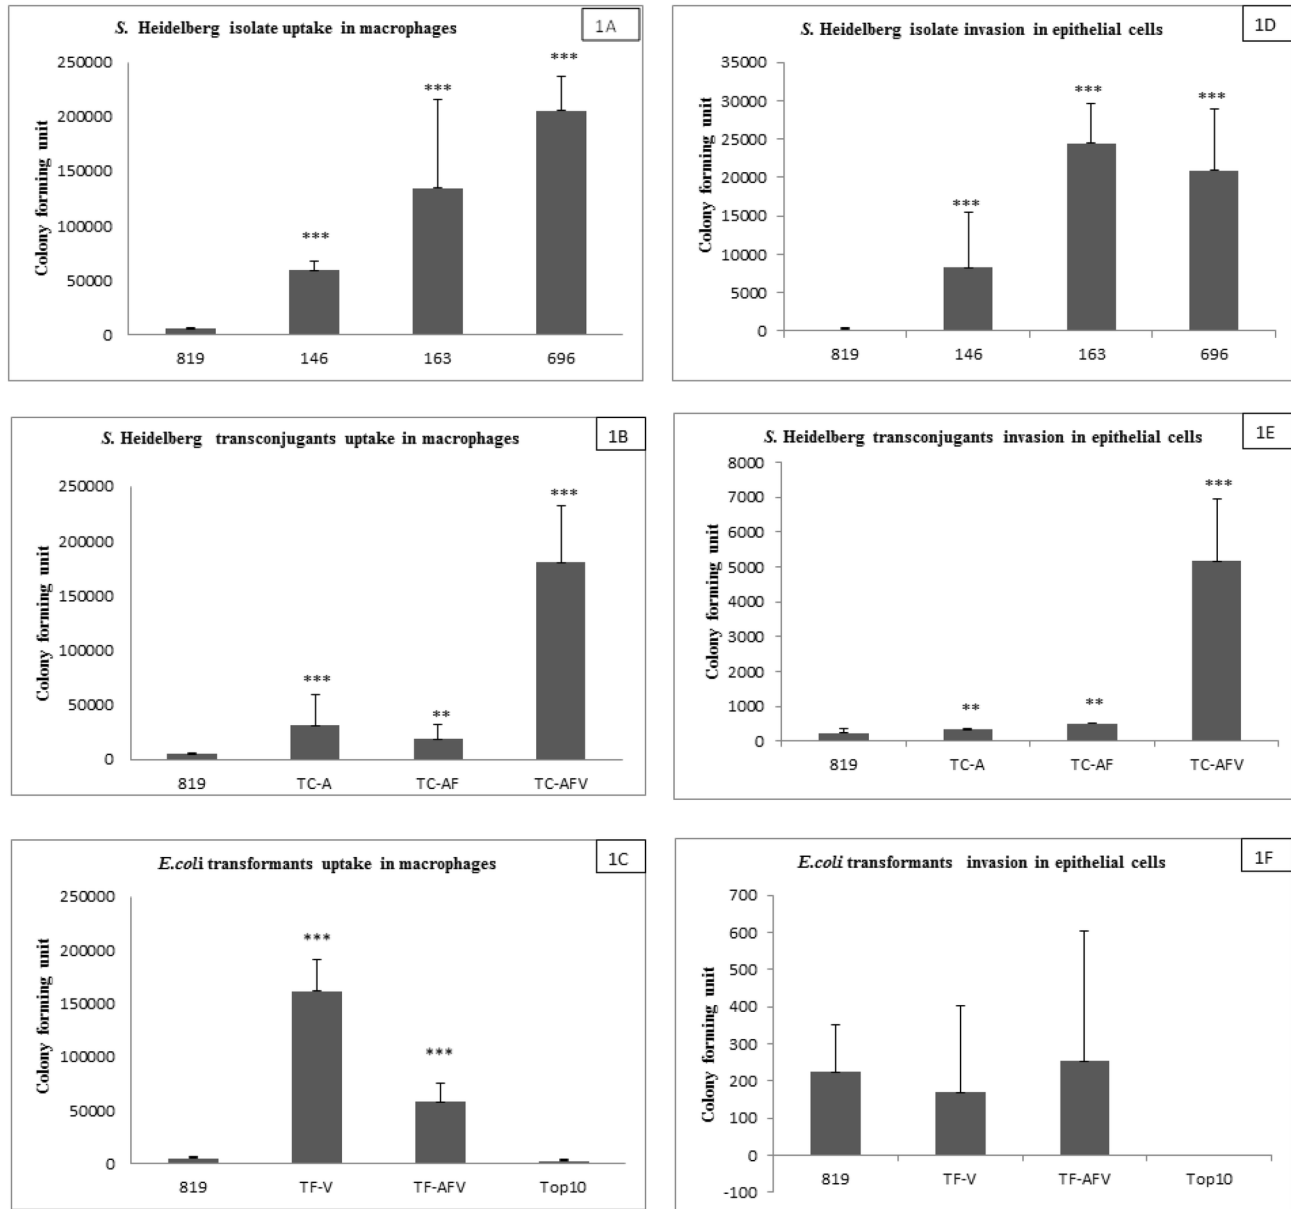 S. Heidelberg isolate uptake in macrophages
1A
Colony forming unit
250000
200000
150000
100000
50000
0
***
***
***
819 146 163 696
S. Heidelberg isolate invasion in epithelial cells
1D
Colony forming unit
35000
30000
25000
20000
15000
10000
5000
0
***
***
***
819 146 163 696
S. Heidelberg transconjugants uptake in macrophages
1B
Colony forming unit
250000
200000
150000
100000
50000
0
***
**
***
819 TC-A TC-AF TC-AFV
S. Heidelberg transconjugants invasion in epithelial cells
1E
Colony forming unit
8000
7000
6000
5000
4000
3000
2000
1000
0
**
**
***
819 TC-A TC-AF TC-AFV
E.coli transformants uptake in macrophages
1C
Colony forming unit
250000
200000
150000
100000
50000
0
***
***
819 TF-V TF-AFV Top10
E.coli transformants invasion in epithelial cells
1F
Colony forming unit
700
600
500
400
300
200
100
0
-100
819 TF-V TF-AFV Top10